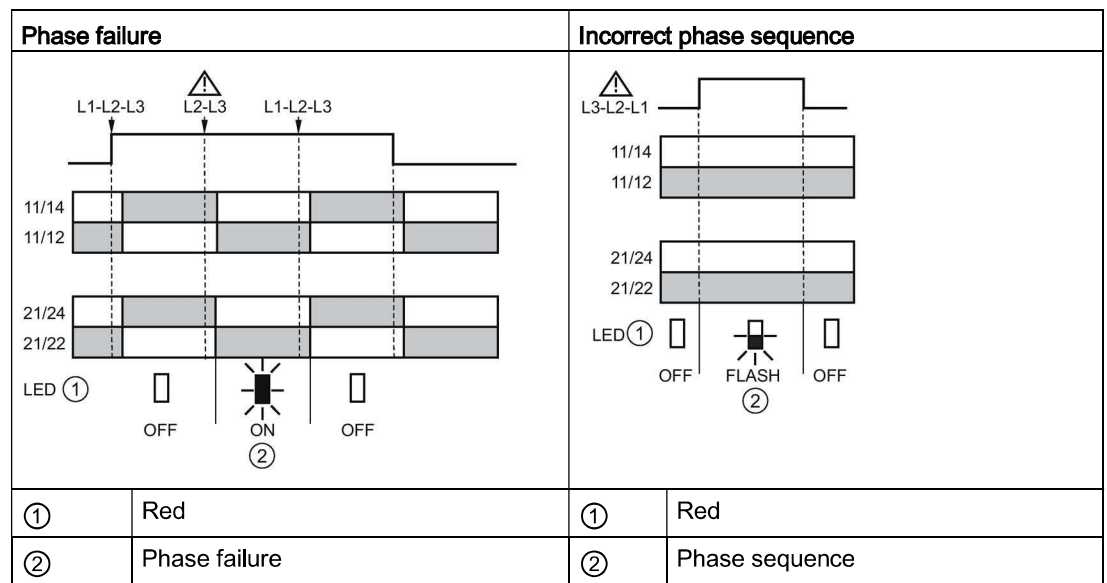 Phase failure
L1-L2-L3 L2-L3 L1-L2-L3
11/14
11/12
21/24
21/22
LED ①
OFF ON OFF
②
Incorrect phase sequence
L3-L2-L1
11/14
11/12
21/24
21/22
LED ①
OFF FLASH OFF
②
① Red
② Phase failure
① Red
② Phase sequence